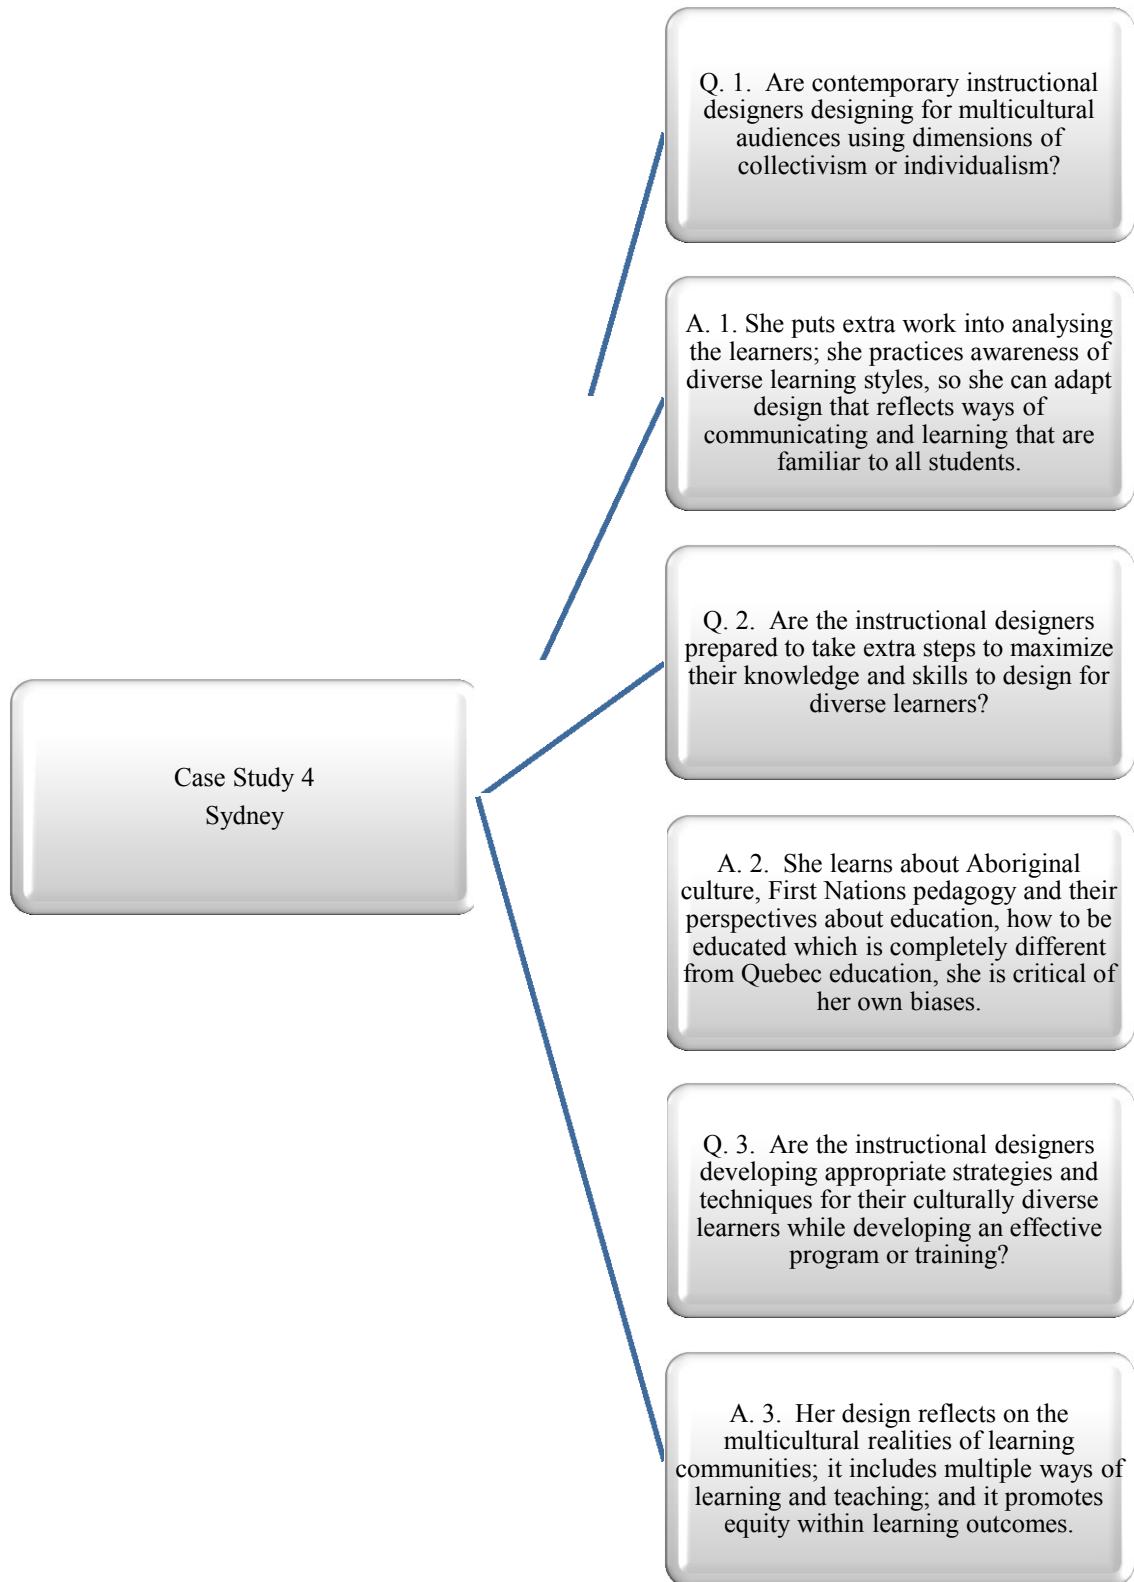 Q. 1.  Are contemporary instructional
designers designing for multicultural
audiences using dimensions of
collectivism or individualism?
A. 1. She puts extra work into analysing
the learners; she practices awareness of
diverse learning styles, so she can adapt
design that reflects ways of
communicating and learning that are
familiar to all students.
Q. 2.  Are the instructional designers
prepared to take extra steps to maximize
their knowledge and skills to design for
diverse learners?
Case Study 4
Sydney
A. 2.  She learns about Aboriginal
culture, First Nations pedagogy and their
perspectives about education, how to be
educated which is completely different
from Quebec education, she is critical of
her own biases.
Q. 3.  Are the instructional designers
developing appropriate strategies and
techniques for their culturally diverse
learners while developing an effective
program or training?
A. 3.  Her design reflects on the
multicultural realities of learning
communities; it includes multiple ways of
learning and teaching; and it promotes
equity within learning outcomes.